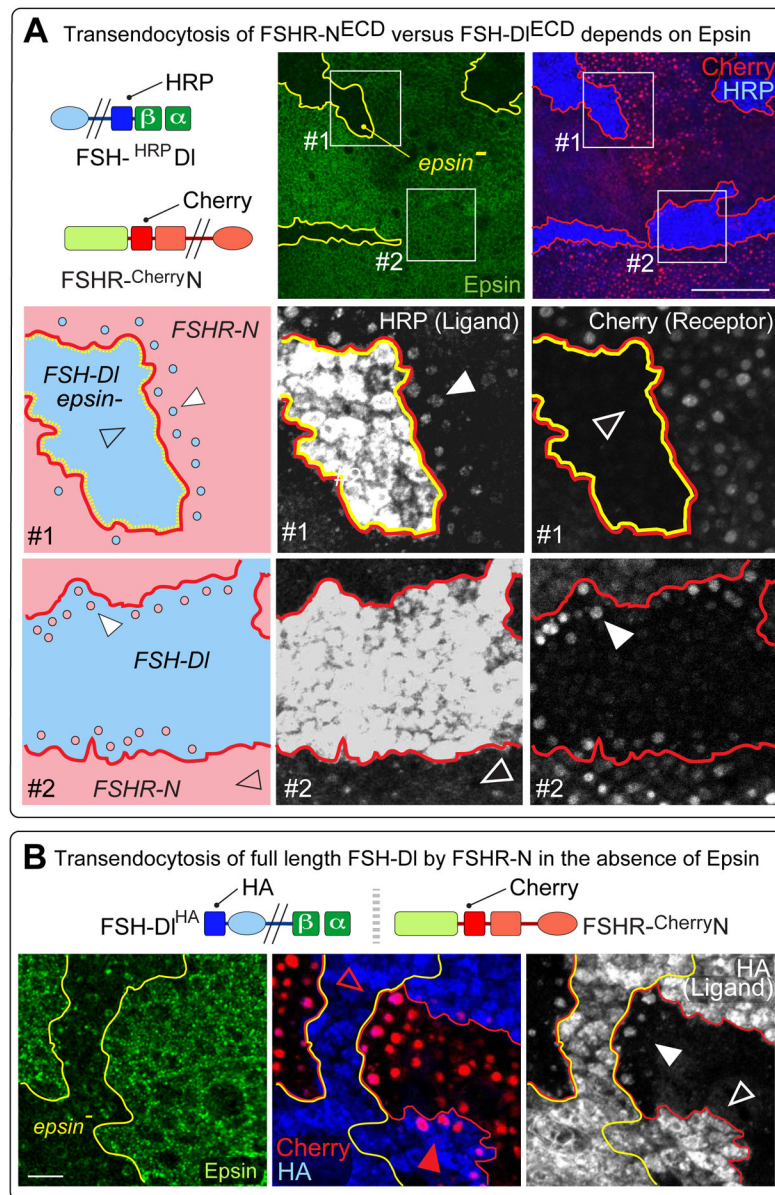 A Transendocytosis of FSHR-N^ECD versus FSH-Dl^ECD depends on Epsin
HRP
β α
FSH- ^HRP Dl
Cherry
FSHR-^Cherry N
#1
epsin⁻
#2
Epsin
Cherry
HRP
#1
#2
FSHR-N
FSH-Dl
epsin-
#1
HRP (Ligand)
#1
Cherry (Receptor)
#1
FSH-Dl
FSHR-N
#2
#2
#2
B Transendocytosis of full length FSH-Dl by FSHR-N in the absence of Epsin
HA
FSH-Dl^HA
β α
Cherry
FSHR-^Cherry N
epsin⁻
Epsin
Cherry
HA
HA
(Ligand)